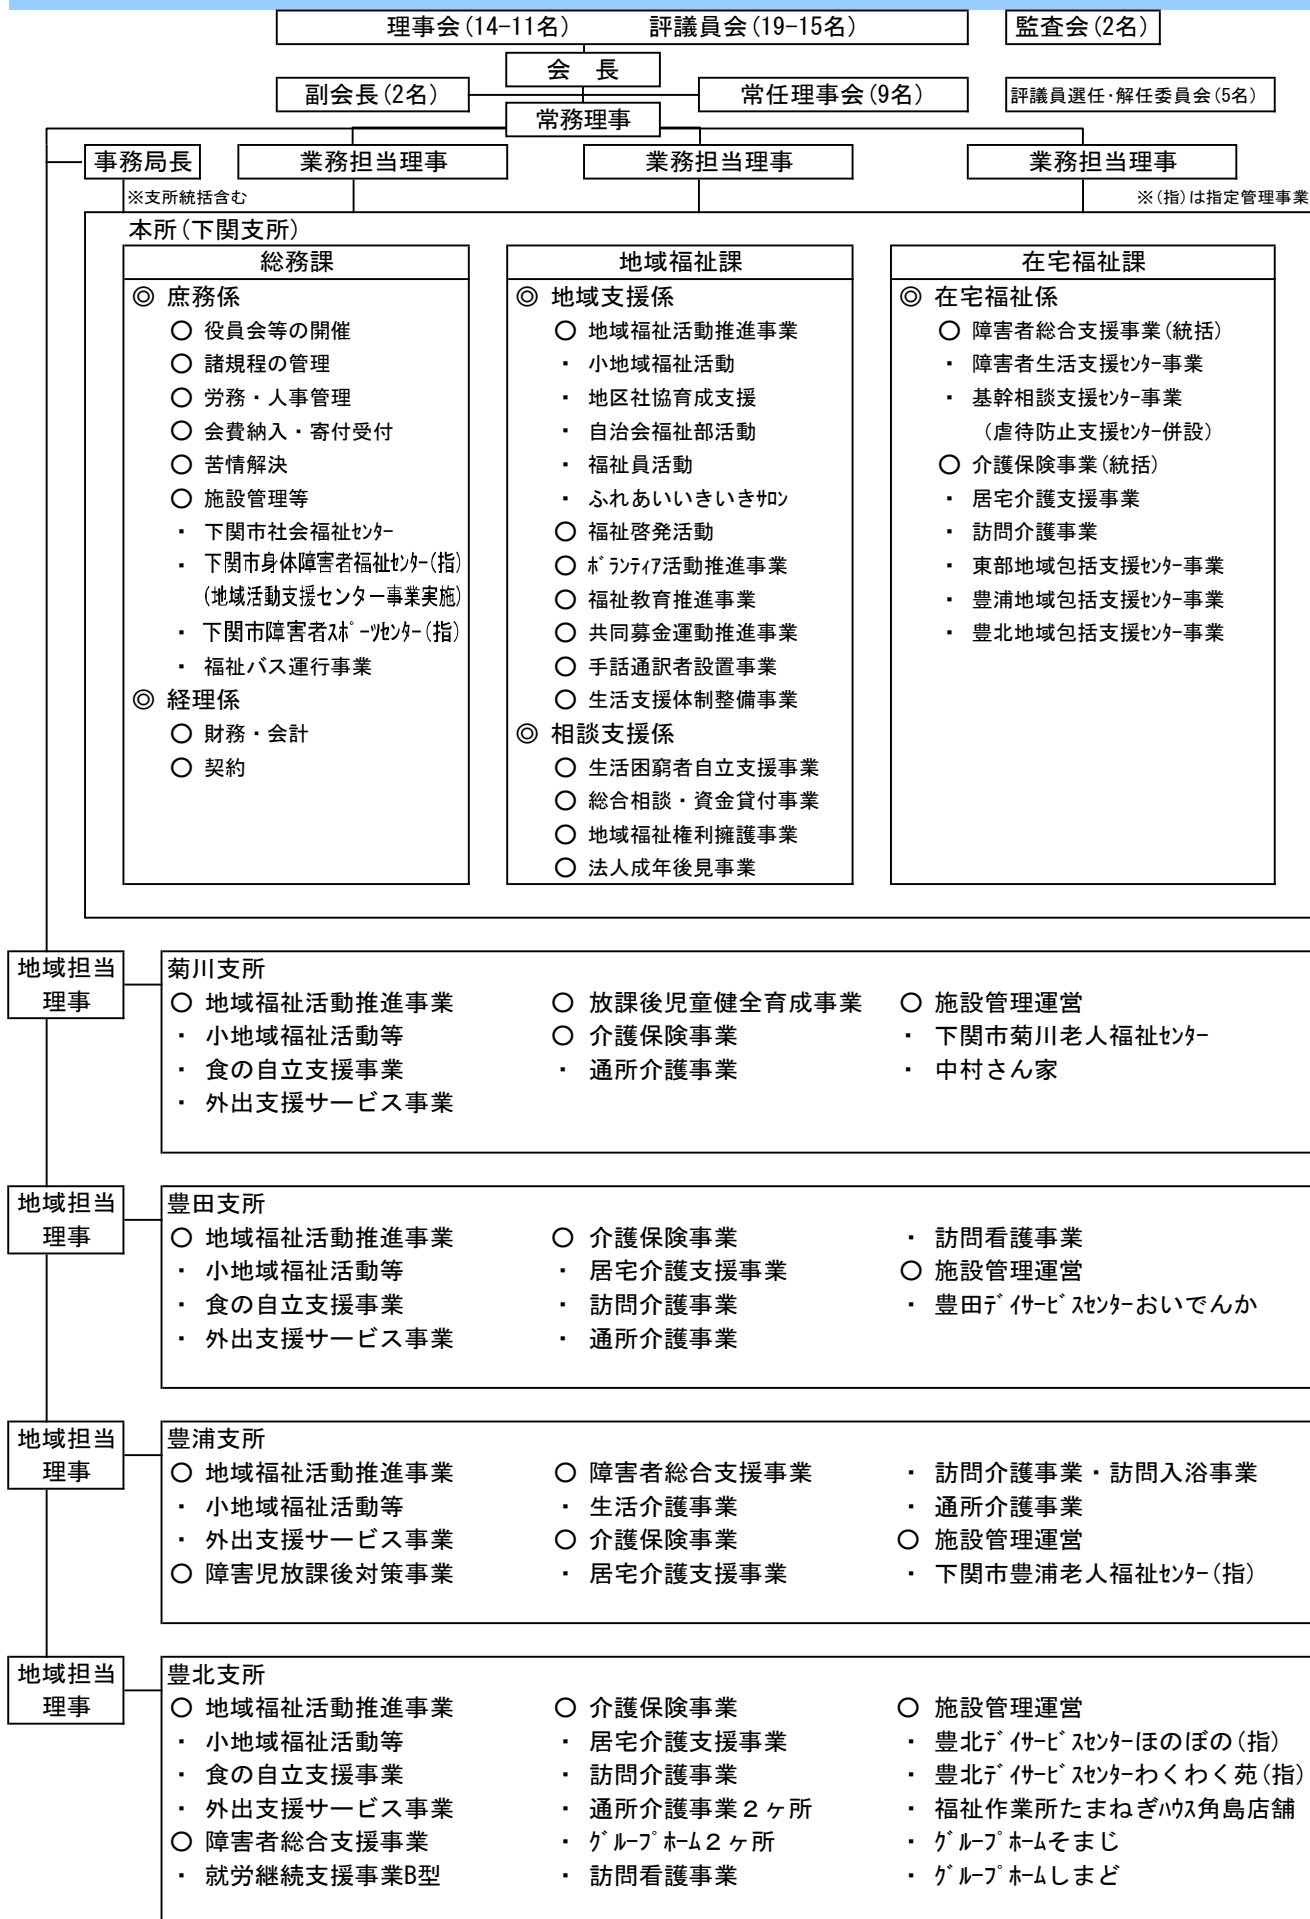 理事会(14-11名)　　評議員会(19-15名)
監査会(2名)
会　長
副会長(2名)
常任理事会(9名)
評議員選任・解任委員会(5名)
常務理事
事務局長
業務担当理事
業務担当理事
業務担当理事
※支所統括含む
※(指)は指定管理事業
本所(下関支所)
総務課
◎ 庶務係
〇 役員会等の開催
〇 諸規程の管理
〇 労務・人事管理
〇 会費納入・寄付受付
〇 苦情解決
〇 施設管理等
・ 下関市社会福祉ｾﾝﾀｰ
・ 下関市身体障害者福祉ｾﾝﾀｰ(指)
(地域活動支援センター事業実施)
・ 下関市障害者ｽﾎﾟｰﾂｾﾝﾀｰ(指)
・ 福祉バス運行事業
◎ 経理係
〇 財務・会計
〇 契約
地域福祉課
◎ 地域支援係
〇 地域福祉活動推進事業
・ 小地域福祉活動
・ 地区社協育成支援
・ 自治会福祉部活動
・ 福祉員活動
・ ふれあいいきいきｻﾛﾝ
〇 福祉啓発活動
〇 ﾎﾞﾗﾝﾃｨｱ活動推進事業
〇 福祉教育推進事業
〇 共同募金運動推進事業
〇 手話通訳者設置事業
〇 生活支援体制整備事業
◎ 相談支援係
〇 生活困窮者自立支援事業
〇 総合相談・資金貸付事業
〇 地域福祉権利擁護事業
〇 法人成年後見事業
在宅福祉課
◎ 在宅福祉係
〇 障害者総合支援事業(統括)
・ 障害者生活支援ｾﾝﾀｰ事業
・ 基幹相談支援ｾﾝﾀｰ事業
（虐待防止支援ｾﾝﾀｰ併設）
〇 介護保険事業(統括)
・ 居宅介護支援事業
・ 訪問介護事業
・ 東部地域包括支援ｾﾝﾀｰ事業
・ 豊浦地域包括支援ｾﾝﾀｰ事業
・ 豊北地域包括支援ｾﾝﾀｰ事業
地域担当
理事
菊川支所
〇 地域福祉活動推進事業
・ 小地域福祉活動等
・ 食の自立支援事業
・ 外出支援サービス事業
〇 放課後児童健全育成事業
〇 介護保険事業
・ 通所介護事業
〇 施設管理運営
・ 下関市菊川老人福祉ｾﾝﾀｰ
・ 中村さん家
地域担当
理事
豊田支所
〇 地域福祉活動推進事業
・ 小地域福祉活動等
・ 食の自立支援事業
・ 外出支援サービス事業
〇 介護保険事業
・ 居宅介護支援事業
・ 訪問介護事業
・ 通所介護事業
・ 訪問看護事業
〇 施設管理運営
・ 豊田ﾃﾞｲｻｰﾋﾞｽｾﾝﾀｰおいでんか
地域担当
理事
豊浦支所
〇 地域福祉活動推進事業
・ 小地域福祉活動等
・ 外出支援サービス事業
〇 障害児放課後対策事業
〇 障害者総合支援事業
・ 生活介護事業
〇 介護保険事業
・ 居宅介護支援事業
・ 訪問介護事業・訪問入浴事業
・ 通所介護事業
〇 施設管理運営
・ 下関市豊浦老人福祉ｾﾝﾀｰ(指)
地域担当
理事
豊北支所
〇 地域福祉活動推進事業
・ 小地域福祉活動等
・ 食の自立支援事業
・ 外出支援サービス事業
〇 障害者総合支援事業
・ 就労継続支援事業B型
〇 介護保険事業
・ 居宅介護支援事業
・ 訪問介護事業
・ 通所介護事業２ヶ所
・ ｸﾞﾙｰﾌﾟﾎｰﾑ２ヶ所
・ 訪問看護事業
〇 施設管理運営
・ 豊北ﾃﾞｲｻｰﾋﾞｽｾﾝﾀｰほのぼの(指)
・ 豊北ﾃﾞｲｻｰﾋﾞｽｾﾝﾀｰわくわく苑(指)
・ 福祉作業所たまねぎﾊｳｽ角島店舗
・ ｸﾞﾙｰﾌﾟﾎｰﾑそまじ
・ ｸﾞﾙｰﾌﾟﾎｰﾑしまど